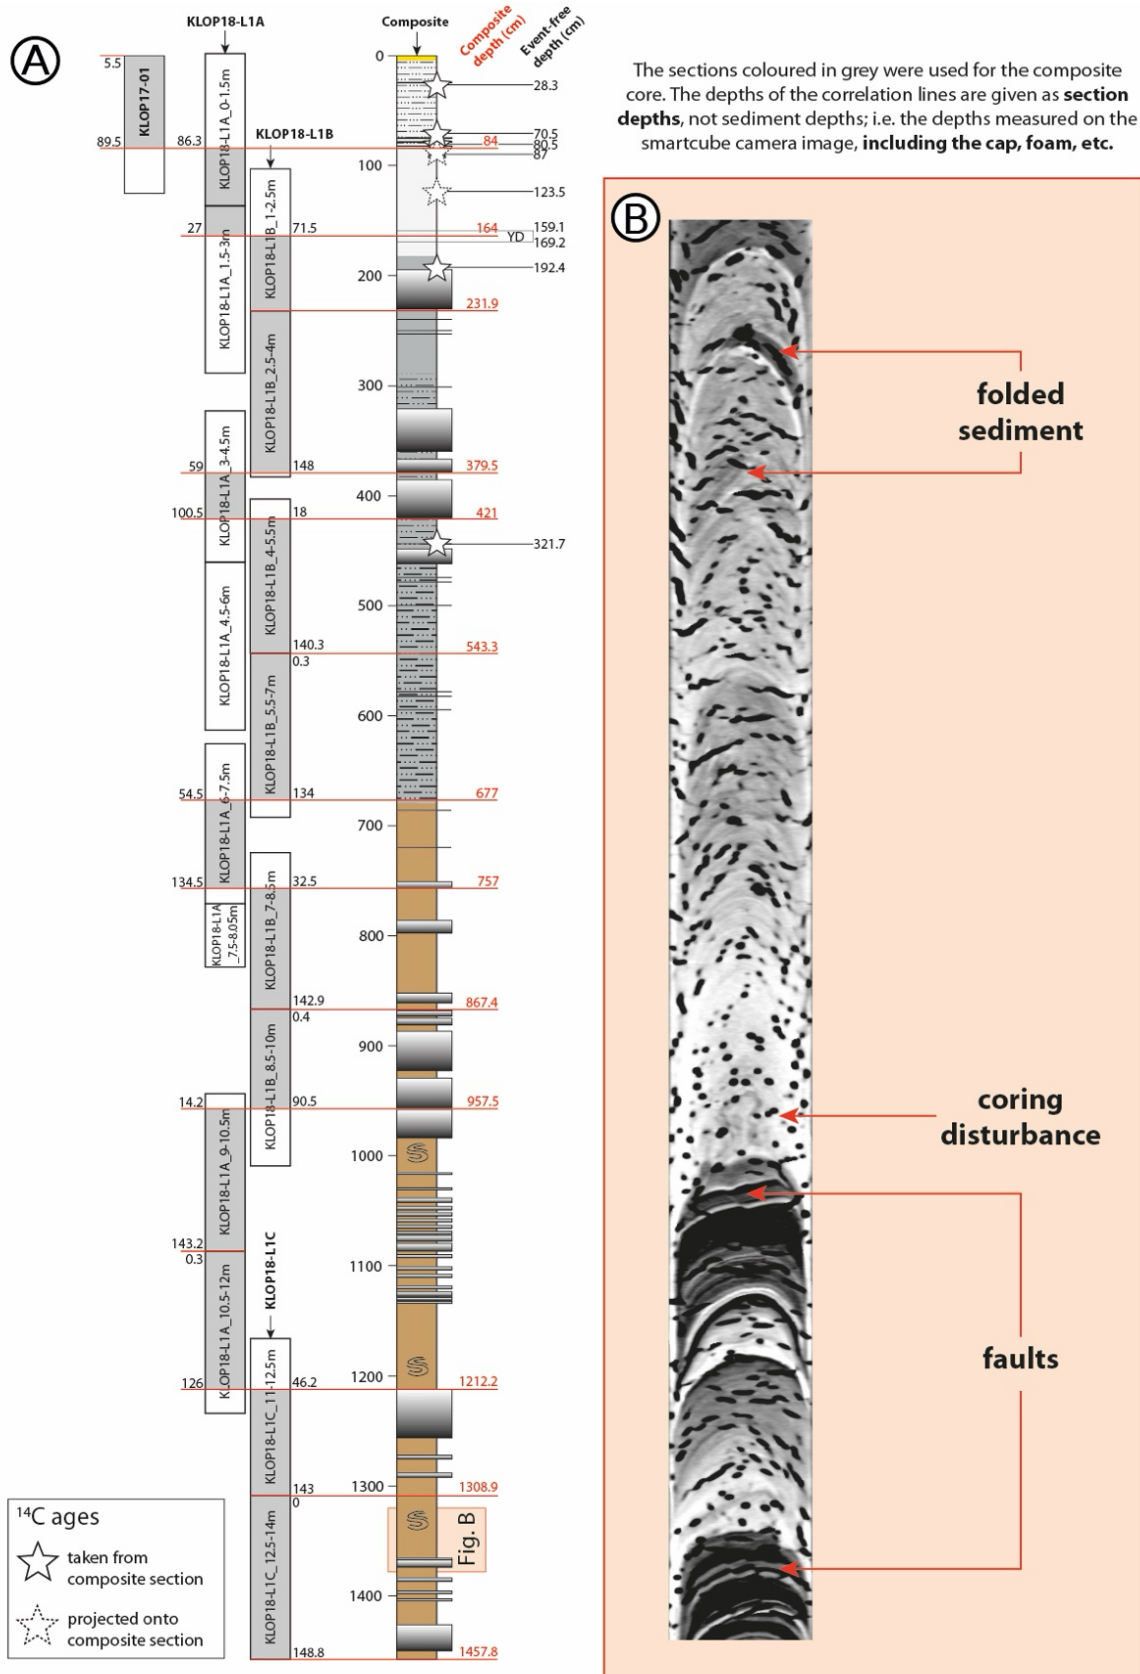 A
KLOP18-L1A
Composite
Composite
depth (cm)
Event-free
depth (cm)
The sections coloured in grey were used for the composite
core. The depths of the correlation lines are given as section
depths, not sediment depths; i.e. the depths measured on the
smartcube camera image, including the cap, foam, etc.
5.5
KLOP17-01
89.5
KLOP18-L1A_0-1.5m
86.3
KLOP18-L1B
KLOP18-L1B_1-2.5m
27
71.5
KLOP18-L1A_1.5-3m
KLOP18-L1B_2.5-4m
KLOP18-L1A_3-4.5m
59
148
100.5
18
KLOP18-L1B_4-5.5m
KLOP18-L1A_4.5-6m
140.3
0.3
KLOP18-L1B_5.5-7m
KLOP18-L1A_6-7.5m
54.5
134
134.5
32.5
KLOP18-L1B_7-8.5m
KLOP18-L1A
_7.5-8.05m
142.9
0.4
KLOP18-L1B_8.5-10m
14.2
90.5
KLOP18-L1A_9-10.5m
143.2
0.3
KLOP18-L1A_10.5-12m
KLOP18-L1C
126
46.2
KLOP18-L1C_11-12.5m
143
0
KLOP18-L1C_12.5-14m
148.8
0
100
200
300
400
500
600
700
800
900
1000
1100
1200
1300
1400
84
164
231.9
379.5
421
543.3
677
757
867.4
957.5
1212.2
1308.9
1457.8
28.3
70.5
80.5
87
123.5
159.1
YD
169.2
192.4
321.7
Fig. B
14C ages
taken from
composite section
projected onto
composite section
B
folded
sediment
coring
disturbance
faults